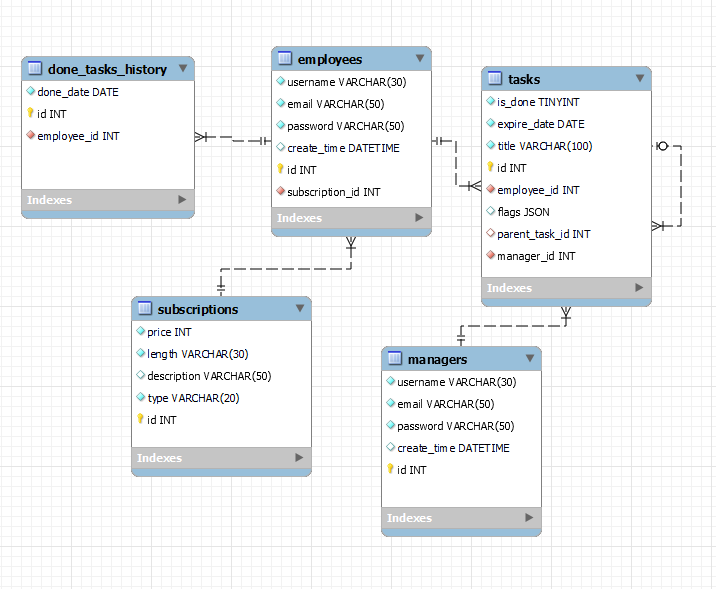 done_tasks_history
done_date DATE
id INT
employee_id INT
Indexes
employees
username VARCHAR(30)
email VARCHAR(50)
password VARCHAR(50)
create_time DATETIME
id INT
subscription_id INT
Indexes
tasks
is_done TINYINT
expire_date DATE
title VARCHAR(100)
id INT
employee_id INT
flags JSON
parent_task_id INT
manager_id INT
Indexes
subscriptions
price INT
length VARCHAR(30)
description VARCHAR(50)
type VARCHAR(20)
id INT
Indexes
managers
username VARCHAR(30)
email VARCHAR(50)
password VARCHAR(50)
create_time DATETIME
id INT
Indexes